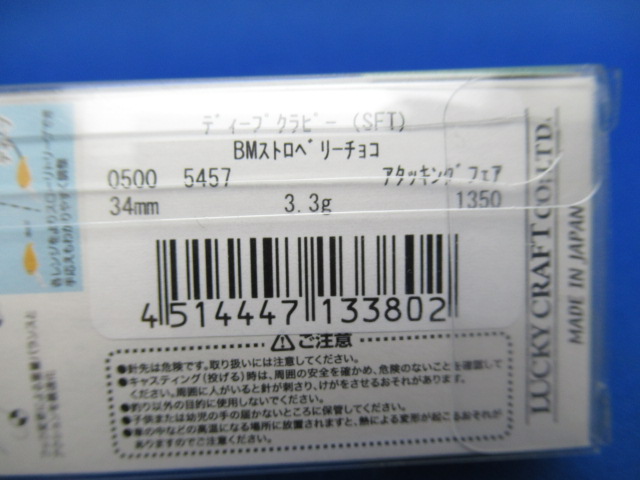 ディープクラピー (SFT)
BMストロベリーチョコ
0500 5457 アタッキングフェア
34mm 3.3g 1350
4 514447 133802
ご注意
●針先は危険です。取り扱いには注意してください。
●キャスティング(投げる)時は、周囲の安全を確かめ、危険のないことを確認して
ください。周囲に人がいると針が刺さり、けがをさせるおそれがあります。
●釣り以外の目的に使用しないでください。
●子供または幼児の手の届かないところに保管してください。
●車の中などの高温になる場所に放置されますと、熱による変形が起こるおそれが
ありますのでご注意ください。
LUCKY CRAFT CO.,LTD.
MADE IN JAPAN